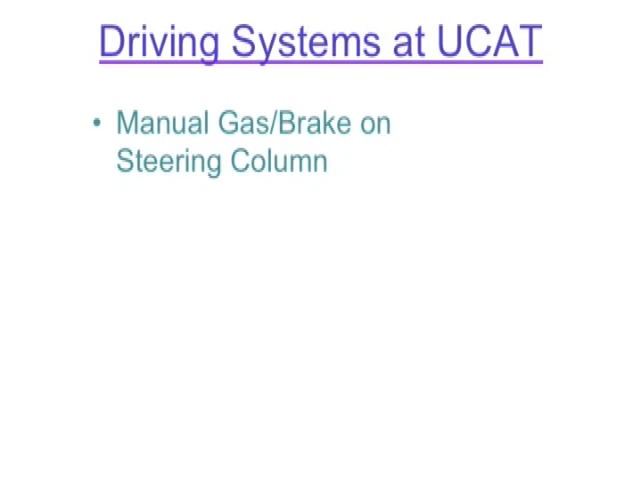 Driving Systems at UCAT
• Manual Gas/Brake on
Steering Column